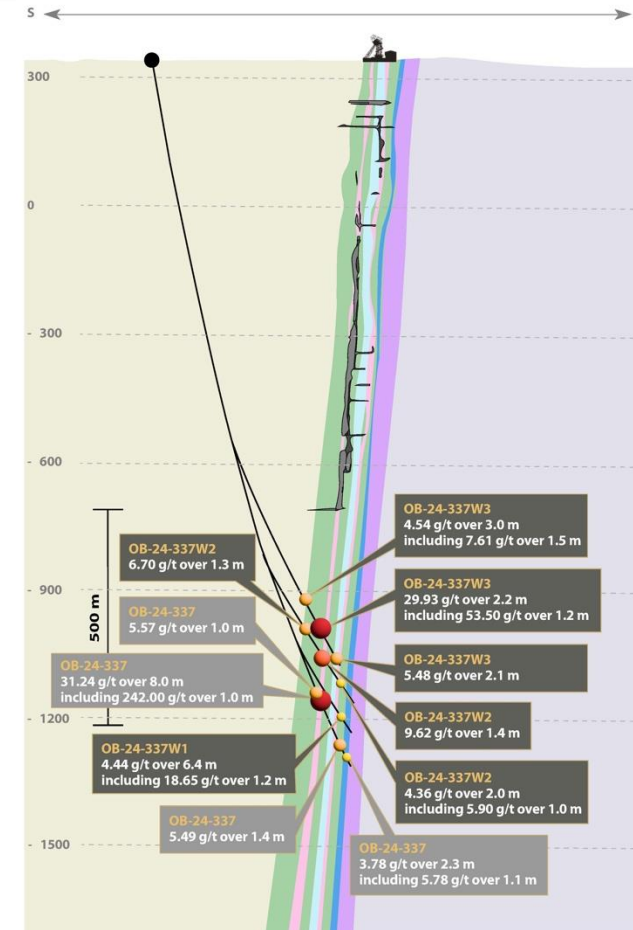 S
300
0
- 300
- 600
- 900
- 1200
- 1500
500 m
OB-24-337W3
4.54 g/t over 3.0 m
including 7.61 g/t over 1.5 m
OB-24-337W2
6.70 g/t over 1.3 m
OB-24-337W3
29.93 g/t over 2.2 m
including 53.50 g/t over 1.2 m
OB-24-337
5.57 g/t over 1.0 m
OB-24-337W3
5.48 g/t over 2.1 m
OB-24-337
31.24 g/t over 8.0 m
including 242.00 g/t over 1.0 m
OB-24-337W2
9.62 g/t over 1.4 m
OB-24-337W1
4.44 g/t over 6.4 m
including 18.65 g/t over 1.2 m
OB-24-337W2
4.36 g/t over 2.0 m
including 5.90 g/t over 1.0 m
OB-24-337
5.49 g/t over 1.4 m
OB-24-337
3.78 g/t over 2.3 m
including 5.78 g/t over 1.1 m